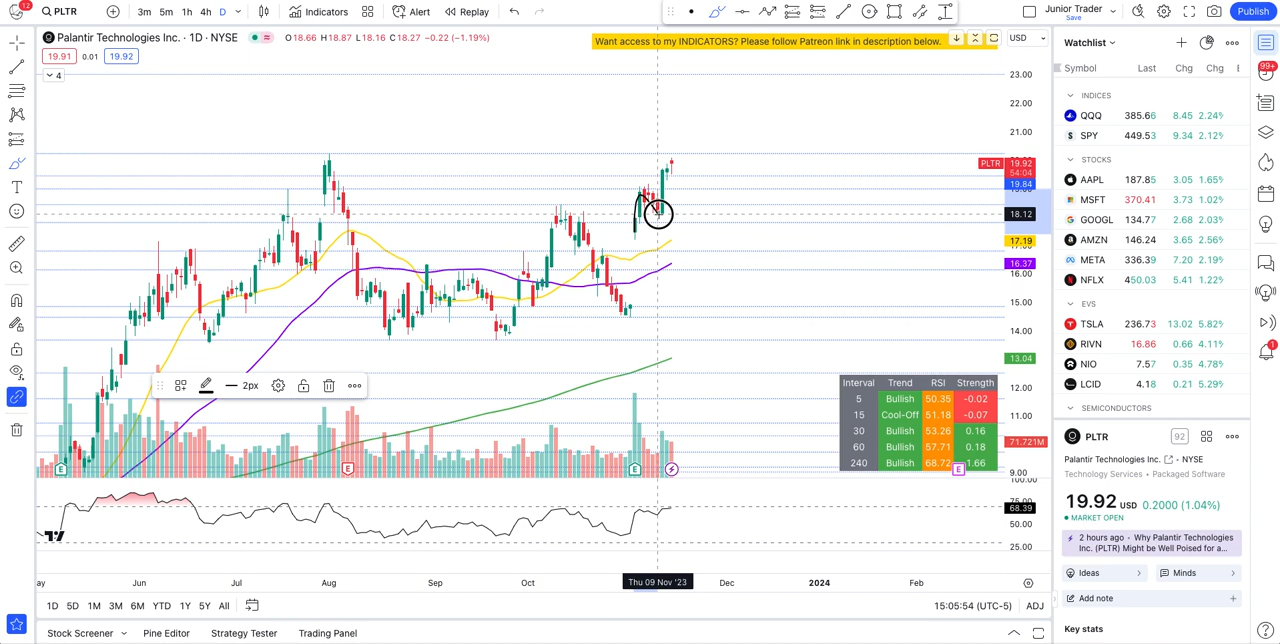 12 PLTR 3m 5m 1h 4h D Indicators Alert Replay Junior Trader Save Publish
Palantir Technologies Inc. · 1D · NYSE O18.66 H18.87 L18.16 C18.27 −0.22 (−1.19%)
Want access to my INDICATORS? Please follow Patreon link in description below.
USD
19.91 0.01 19.92
4
23.00
22.00
21.00
PLTR 19.92
54:04
19.84
18.12
17.19
16.37
16.00
15.00
14.00
13.04
12.00
11.00
71.721M
9.00
2px
Interval Trend RSI Strength
5 Bullish 50.35 -0.02
15 Cool-Off 51.18 -0.07
30 Bullish 53.26 0.16
60 Bullish 57.71 0.18
240 Bullish 68.72 1.66
E E E E
100.00
75.00
68.39
50.00
25.00
ay Jun Jul Aug Sep Oct Thu 09 Nov '23 Dec 2024 Feb
1D 5D 1M 3M 6M YTD 1Y 5Y All 15:05:54 (UTC-5) ADJ
Stock Screener Pine Editor Strategy Tester Trading Panel
Watchlist
Symbol Last Chg Chg
INDICES
QQQ 385.66 8.45 2.24%
SPY 449.53 9.34 2.12%
STOCKS
AAPL 187.85 3.05 1.65%
MSFT 370.41 3.73 1.02%
GOOGL 134.77 2.68 2.03%
AMZN 146.24 3.65 2.56%
META 336.39 7.20 2.19%
NFLX 450.03 5.41 1.22%
EVS
TSLA 236.73 13.02 5.82%
RIVN 16.86 0.66 4.11%
NIO 7.57 0.35 4.78%
LCID 4.18 0.21 5.29%
SEMICONDUCTORS
PLTR 92
Palantir Technologies Inc. · NYSE
Technology Services · Packaged Software
19.92 USD 0.2000 (1.04%)
MARKET OPEN
2 hours ago · Why Palantir Technologies
Inc. (PLTR) Might be Well Poised for a...
Ideas Minds
Add note
Key stats
99+
1